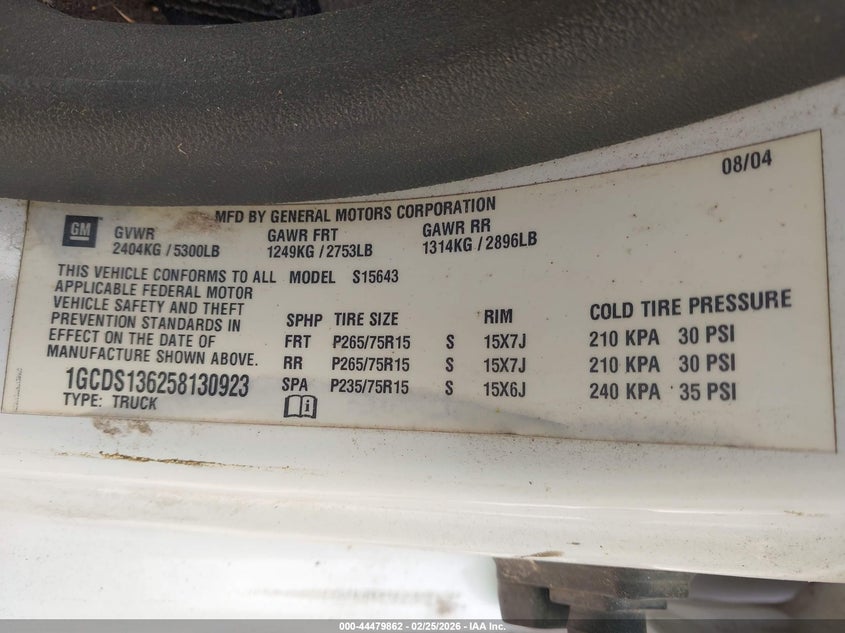 08/04
MFD BY GENERAL MOTORS CORPORATION
GM GVWR GAWR FRT GAWR RR
2404KG / 5300LB 1249KG / 2753LB 1314KG / 2896LB
THIS VEHICLE CONFORMS TO ALL
APPLICABLE FEDERAL MOTOR
VEHICLE SAFETY AND THEFT
PREVENTION STANDARDS IN
EFFECT ON THE DATE OF
MANUFACTURE SHOWN ABOVE.
1GCDS136258130923
TYPE: TRUCK
MODEL S15643
SPHP TIRE SIZE RIM COLD TIRE PRESSURE
FRT P265/75R15 S 15X7J 210 KPA 30 PSI
RR P265/75R15 S 15X7J 210 KPA 30 PSI
SPA P235/75R15 S 15X6J 240 KPA 35 PSI
i
000-44479862 - 02/25/2026 - IAA Inc.